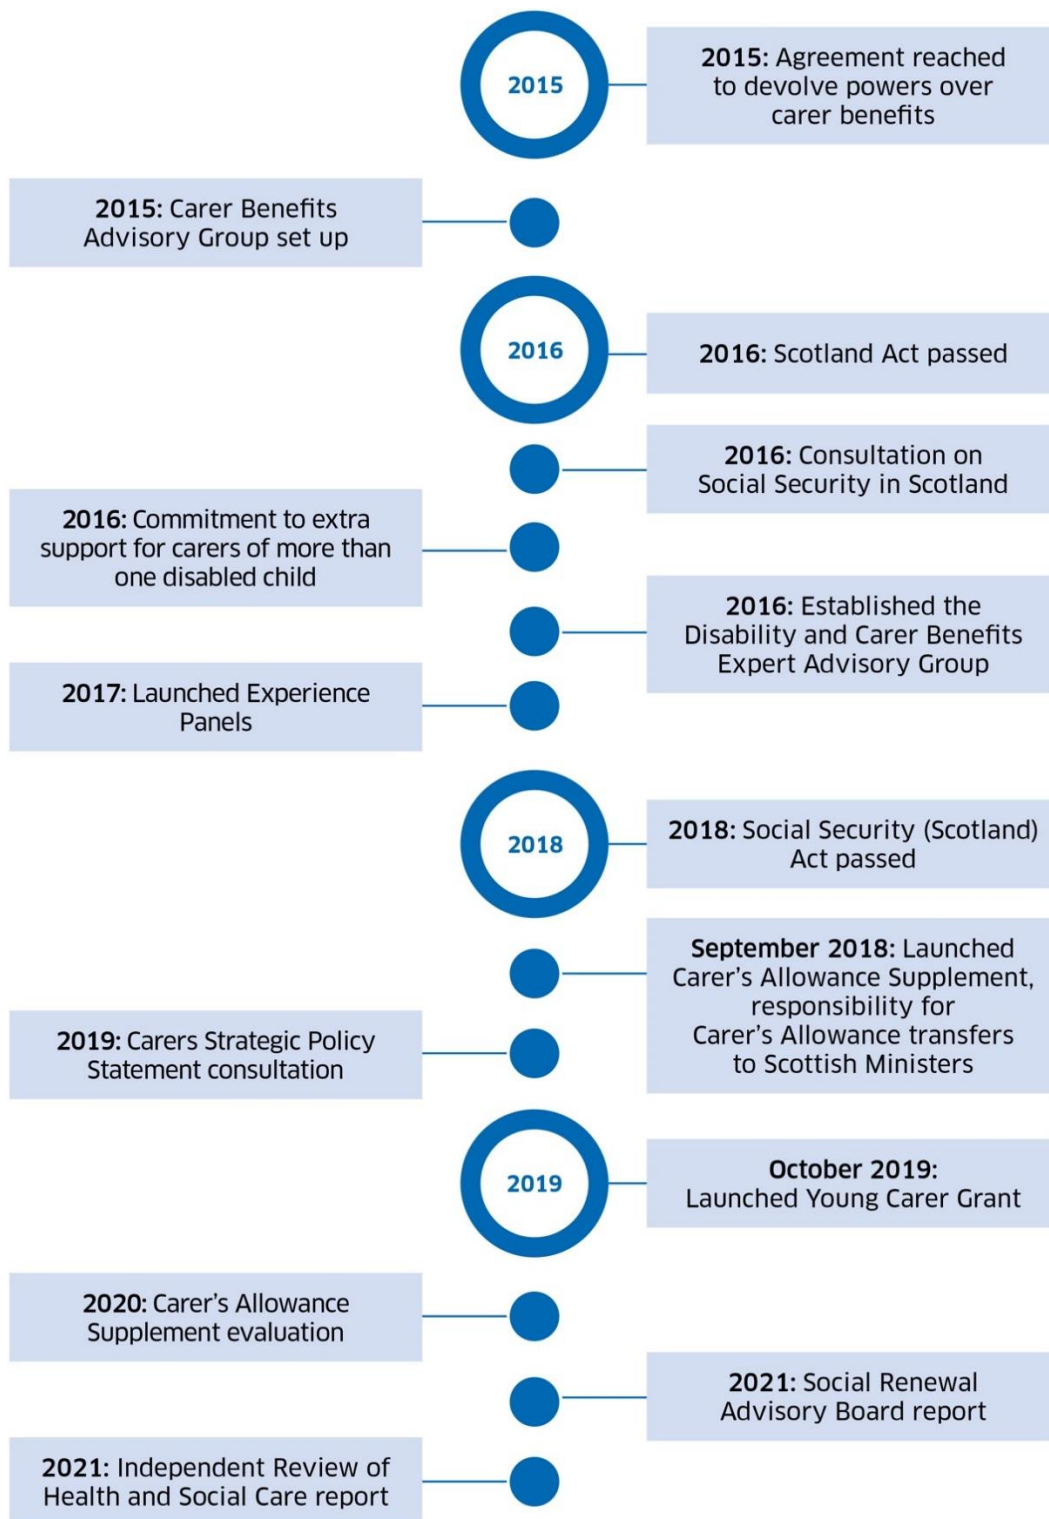 2015
2015: Agreement reached
to devolve powers over
carer benefits
2015: Carer Benefits
Advisory Group set up
2016
2016: Scotland Act passed
2016: Consultation on
Social Security in Scotland
2016: Commitment to extra
support for carers of more than
one disabled child
2016: Established the
Disability and Carer Benefits
Expert Advisory Group
2017: Launched Experience
Panels
2018
2018: Social Security (Scotland)
Act passed
September 2018: Launched
Carer’s Allowance Supplement,
responsibility for
Carer’s Allowance transfers
to Scottish Ministers
2019: Carers Strategic Policy
Statement consultation
2019
October 2019:
Launched Young Carer Grant
2020: Carer’s Allowance
Supplement evaluation
2021: Social Renewal
Advisory Board report
2021: Independent Review of
Health and Social Care report